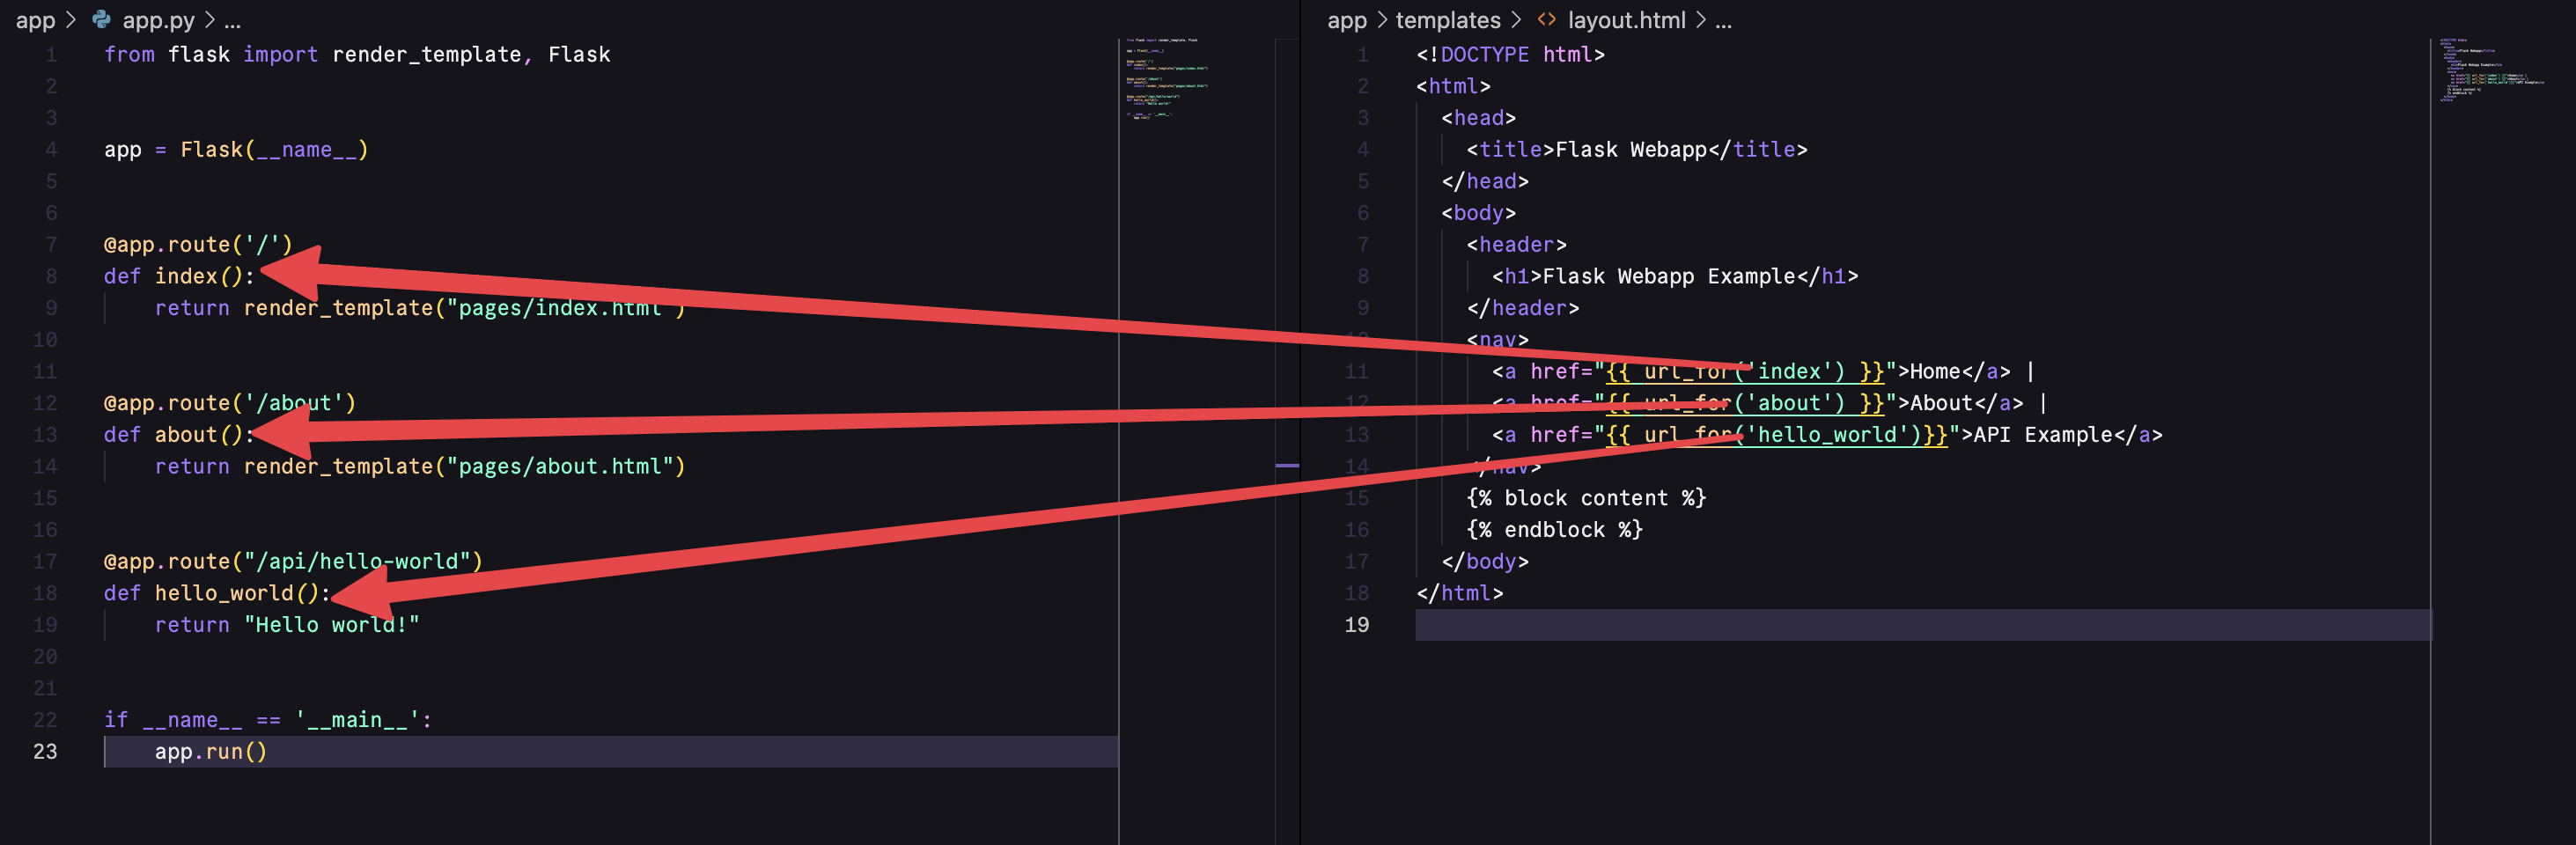 app > app.py > ...
1 from flask import render_template, Flask
2
3
4 app = Flask(__name__)
5
6
7 @app.route('/')
8 def index():
9 return render_template("pages/index.html")
10
11
12 @app.route('/about')
13 def about():
14 return render_template("pages/about.html")
15
16
17 @app.route("/api/hello-world")
18 def hello_world():
19 return "Hello world!"
20
21
22 if __name__ == '__main__':
23 app.run()
app > templates > <> layout.html > ...
1 <!DOCTYPE html>
2 <html>
3 <head>
4 <title>Flask Webapp</title>
5 </head>
6 <body>
7 <header>
8 <h1>Flask Webapp Example</h1>
9 </header>
10 <nav>
11 <a href="{{ url_for('index') }}">Home</a> |
12 <a href="{{ url_for('about') }}">About</a> |
13 <a href="{{ url_for('hello_world')}}">API Example</a>
14 </nav>
15 {% block content %}
16 {% endblock %}
17 </body>
18 </html>
19